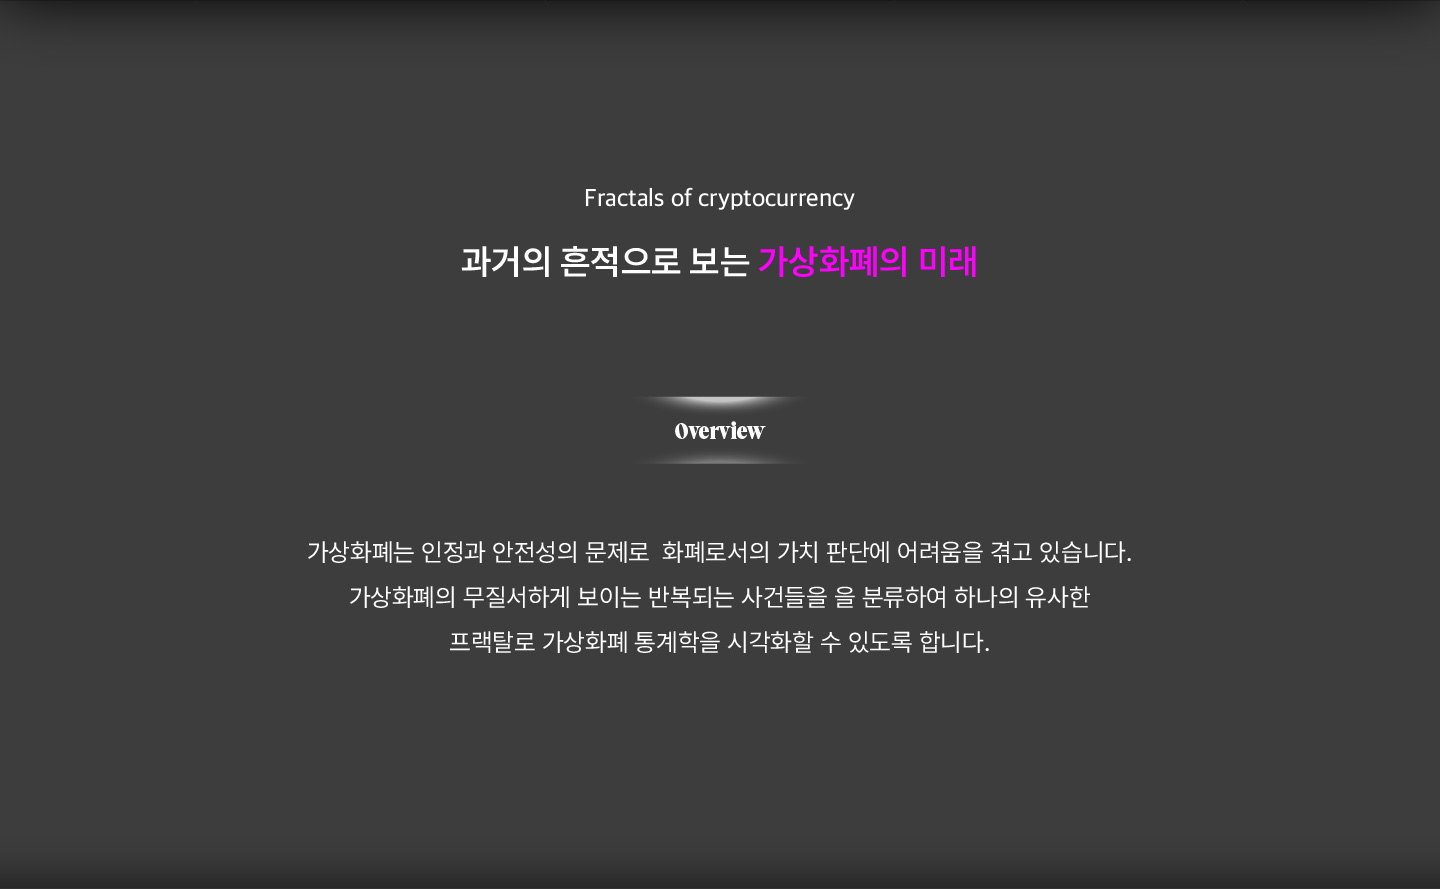 Fractals of cryptocurrency
과거의 흔적으로 보는 가상화폐의 미래
Overview
가상화폐는 인정과 안전성의 문제로  화폐로서의 가치 판단에 어려움을 겪고 있습니다.
가상화폐의 무질서하게 보이는 반복되는 사건들을 을 분류하여 하나의 유사한
프랙탈로 가상화폐 통계학을 시각화할 수 있도록 합니다.